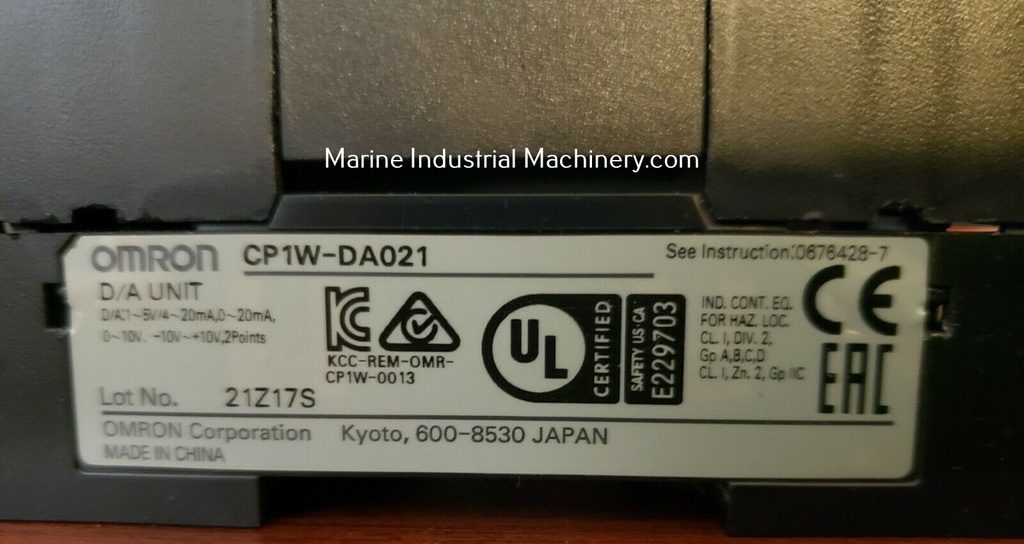 Marine Industrial Machinery.com
OMRON CP1W-DA021 See Instruction:0676428-7
D/A UNIT
D/A:1~5V/4~20mA,0~20mA,
0~10V, -10V~+10V,2Points
KCC-REM-OMR-
CP1W-0013
UL
CERTIFIED
SAFETY US·CA
E229703
IND. CONT. EQ.
FOR HAZ. LOC.
CL. I, DIV. 2,
Gp A,B,C,D
CL. I, Zn. 2, Gp IIC
CE
EAC
Lot No. 21Z17S
OMRON Corporation Kyoto, 600-8530 JAPAN
MADE IN CHINA